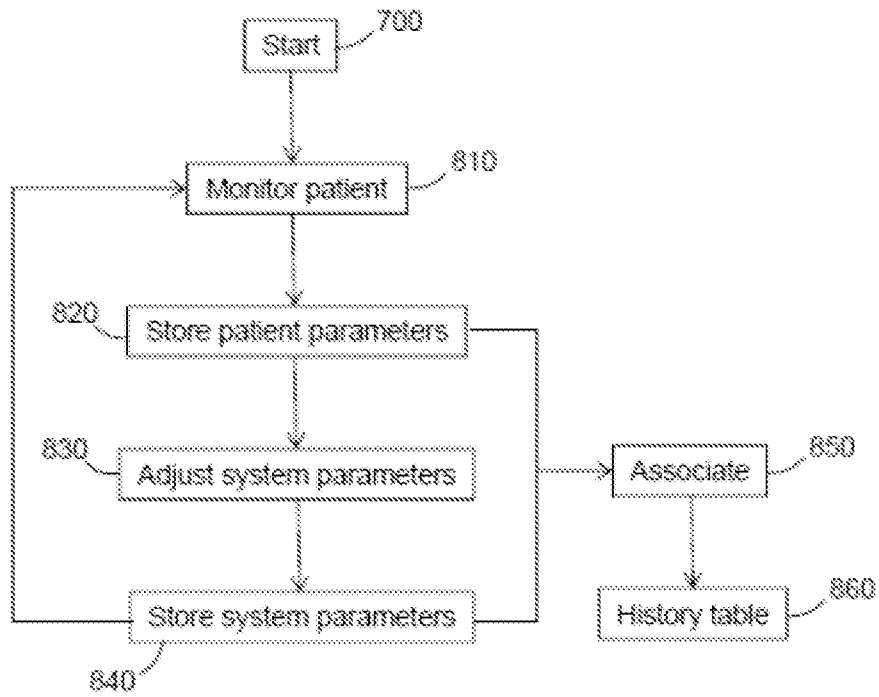 Start
700
Monitor patient
810
820
Store patient parameters
830
Adjust system parameters
Associate
850
Store system parameters
840
History table
860